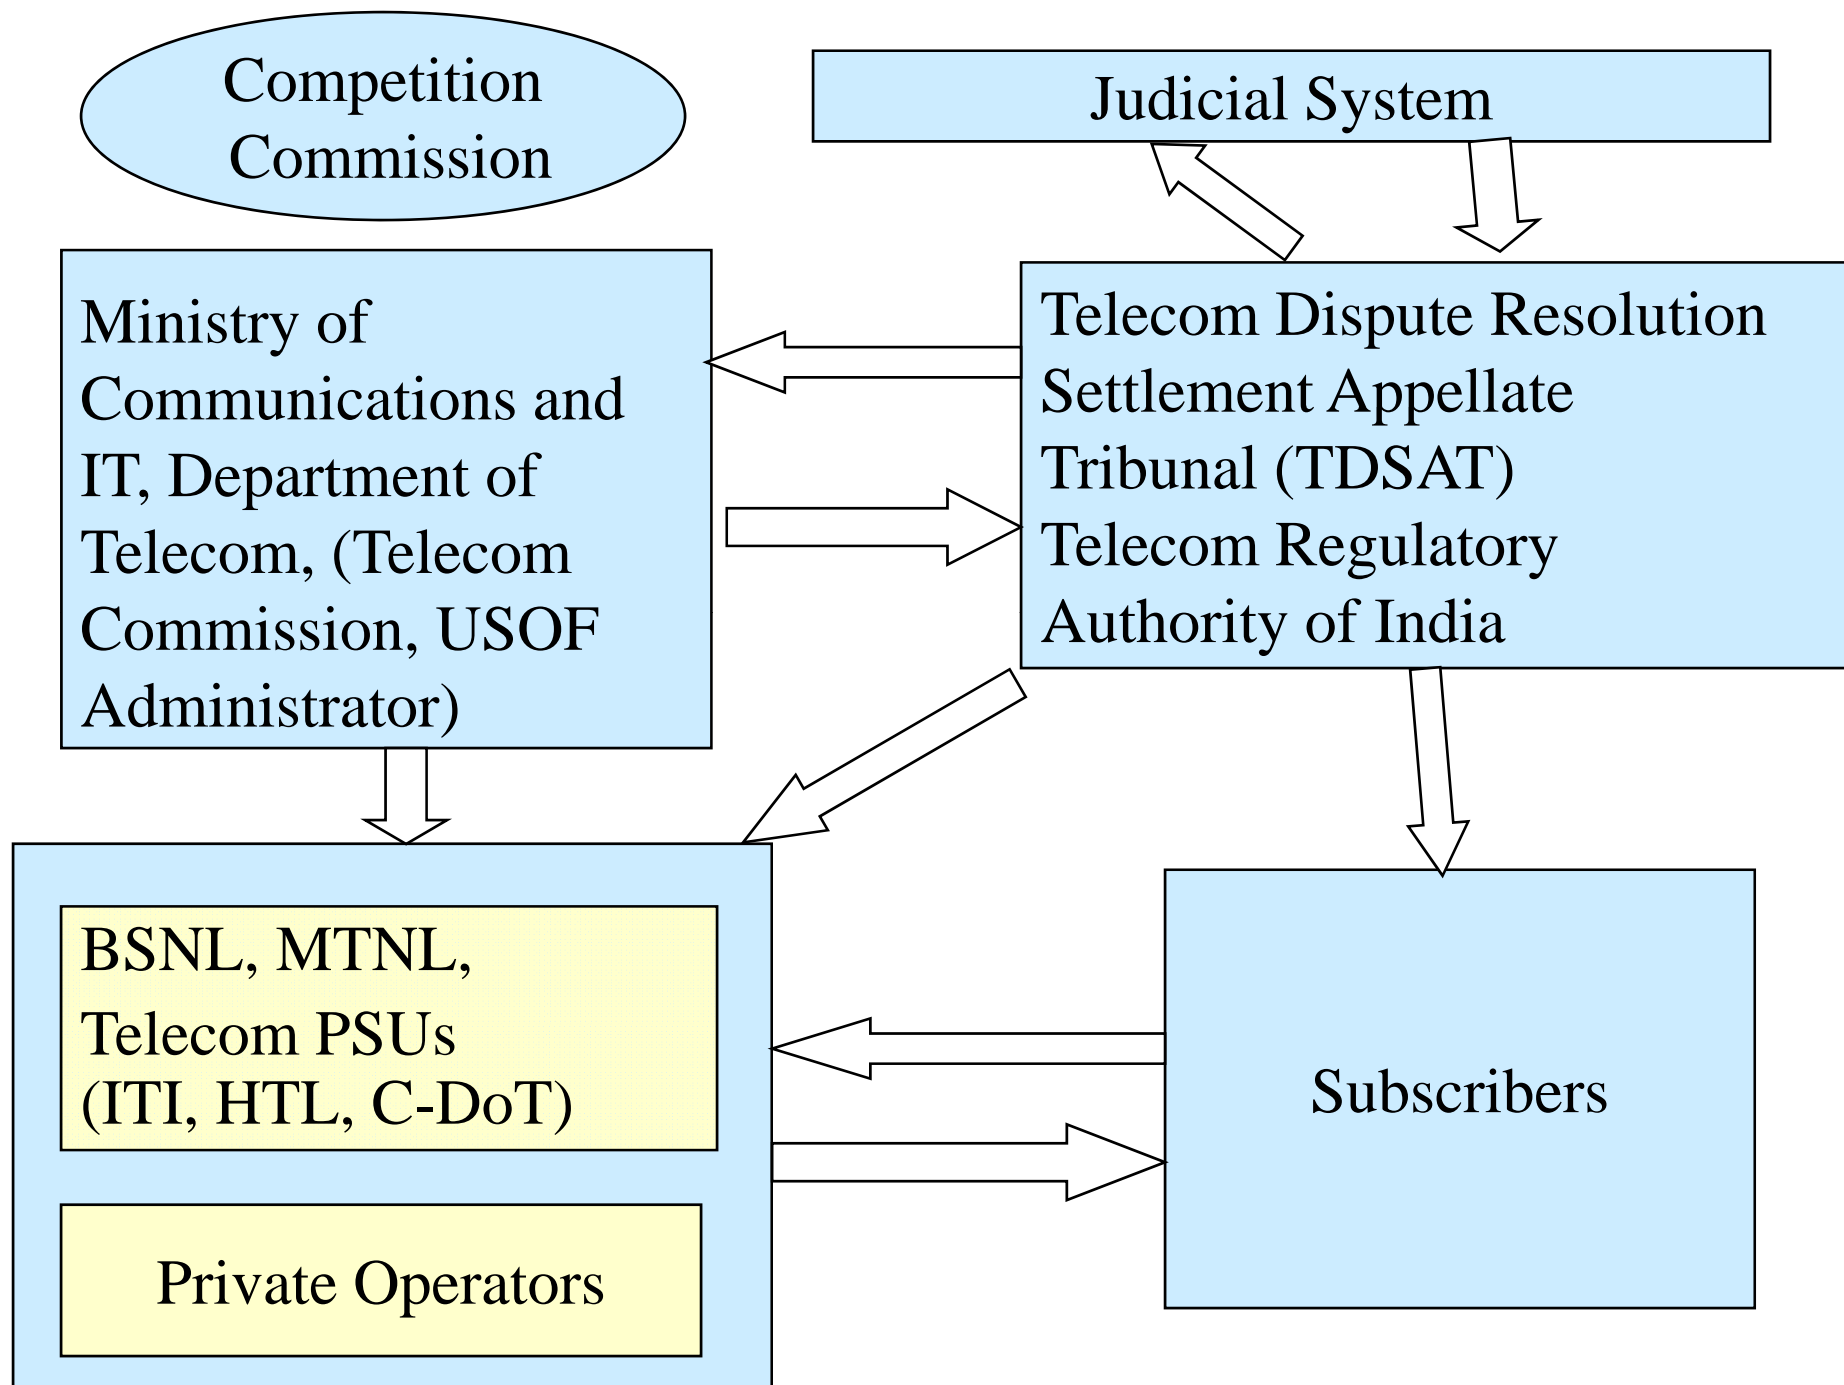 Competition
Commission
Judicial System
Ministry of
Communications and
IT, Department of
Telecom, (Telecom
Commission, USOF
Administrator)
Telecom Dispute Resolution
Settlement Appellate
Tribunal (TDSAT)
Telecom Regulatory
Authority of India
BSNL, MTNL,
Telecom PSUs
(ITI, HTL, C-DoT)
Private Operators
Subscribers